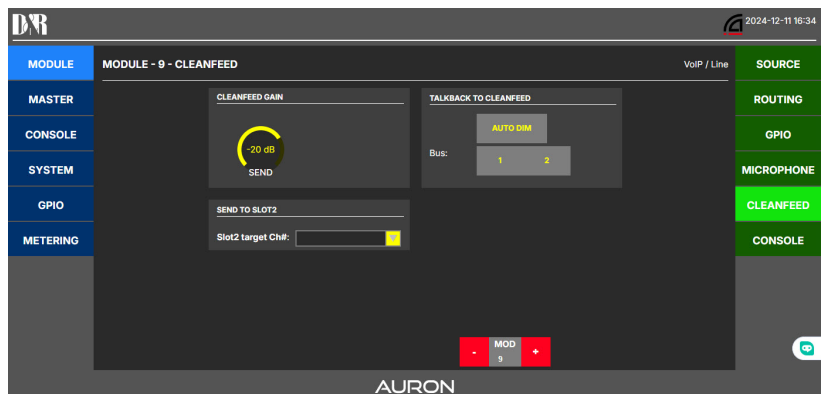 D&R
2024-12-11 16:34
MODULE
MODULE - 9 - CLEANFEED
VoIP / Line
SOURCE
MASTER
CLEANFEED GAIN
TALKBACK TO CLEANFEED
ROUTING
CONSOLE
AUTO DIM
GPIO
-20 dB
Bus:
1 2
SYSTEM
SEND
MICROPHONE
GPIO
SEND TO SLOT2
CLEANFEED
METERING
Slot2 target Ch#:
CONSOLE
- MOD +
9
AURON